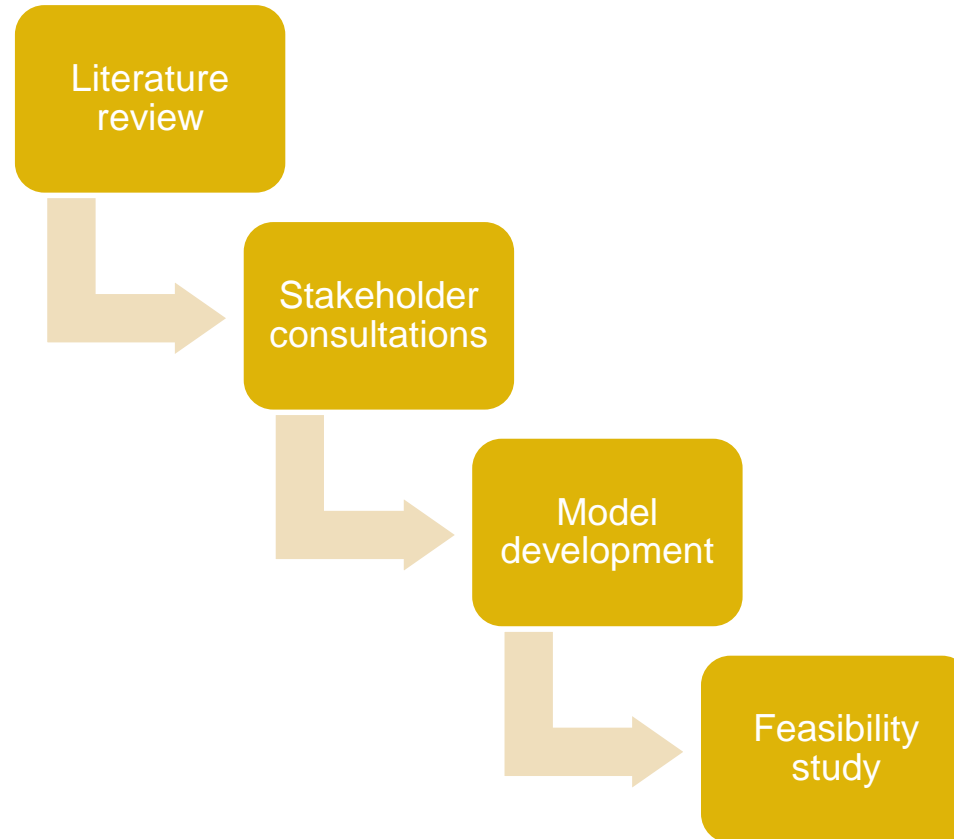 Literature
review
Stakeholder
consultations
Model
development
Feasibility
study